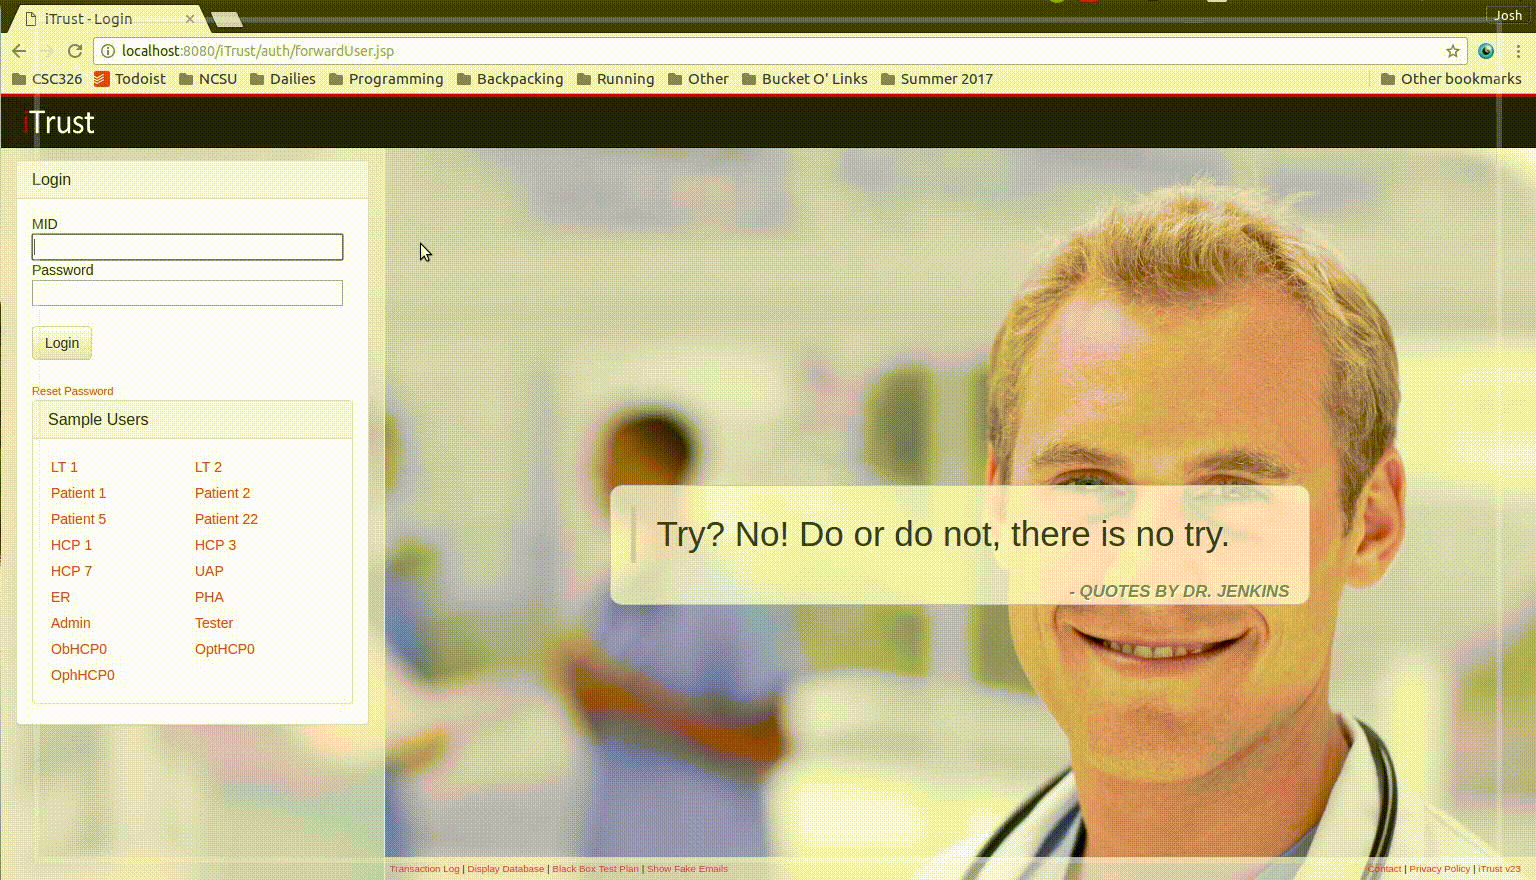 iTrust - Login
Josh
localhost:8080/iTrust/auth/forwardUser.jsp
CSC326 Todoist NCSU Dailies Programming Backpacking Running Other Bucket O' Links Summer 2017 Other bookmarks
iTrust
Login
MID
Password
Login
Reset Password
Sample Users
LT 1 LT 2
Patient 1 Patient 2
Patient 5 Patient 22
HCP 1 HCP 3
HCP 7 UAP
ER PHA
Admin Tester
ObHCP0 OptHCP0
OphHCP0
Try? No! Do or do not, there is no try.
- QUOTES BY DR. JENKINS
Transaction Log | Display Database | Black Box Test Plan | Show Fake Emails
Contact | Privacy Policy | iTrust v23